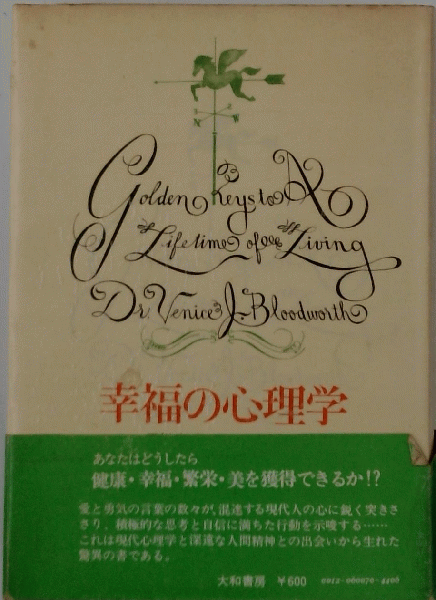 Golden Keys to A
Lifetime of Living
Dr. Venice J. Bloodworth
幸福の心理学
あなたはどうしたら
健康・幸福・繁栄・美を獲得できるか!?
愛と勇気の言葉の数々が、混迷する現代人の心に鋭く突きさ
さり、積極的な思考と自信に満ちた行動を示唆する……
これは現代心理学と深遠な人間精神との出会いから生れた
驚異の書である。
大和書房 ¥600 0012-060070-4406